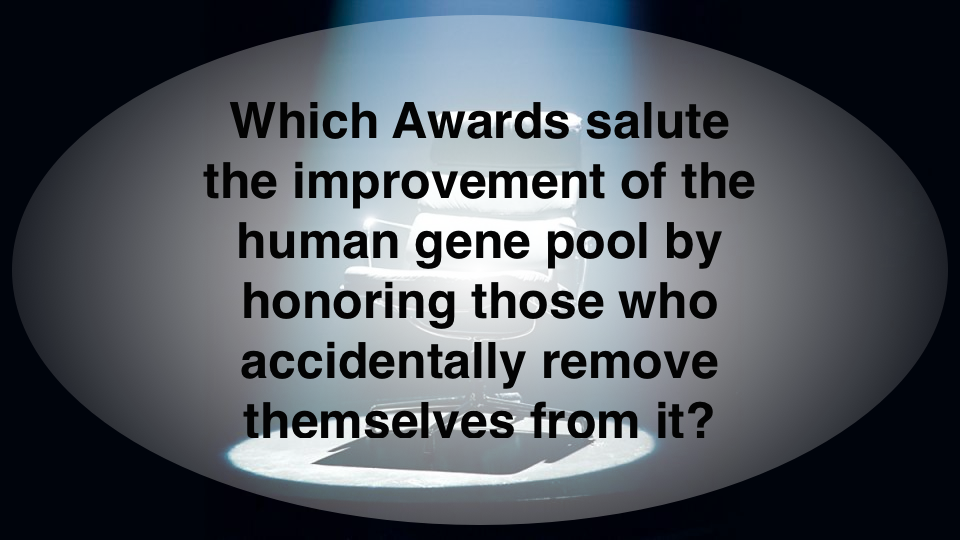 Which Awards salute
the improvement of the
human gene pool by
honoring those who
accidentally remove
themselves from it?